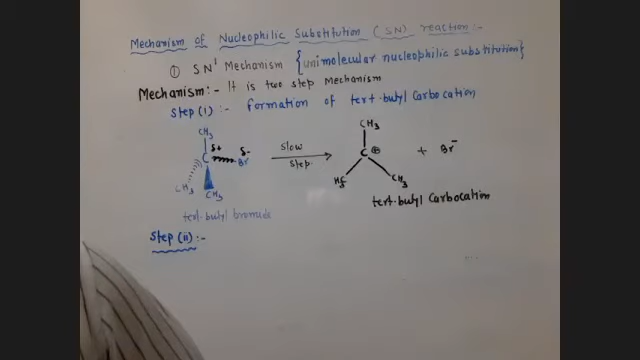 Mechanism of Nucleophilic Substitution (SN) reaction:-
① SN¹ Mechanism {unimolecular nucleophilic substitution}
Mechanism:- It is two step Mechanism
Step (i) :- Formation of tert-butyl Carbocation
CH₃
CH₃
δ+ δ-
C Br
slow
step
C ⊕ + Br⁻
CH₃
CH₃
H₃C
CH₃
tert-butyl bromide
tert-butyl Carbocation
Step (ii) :-